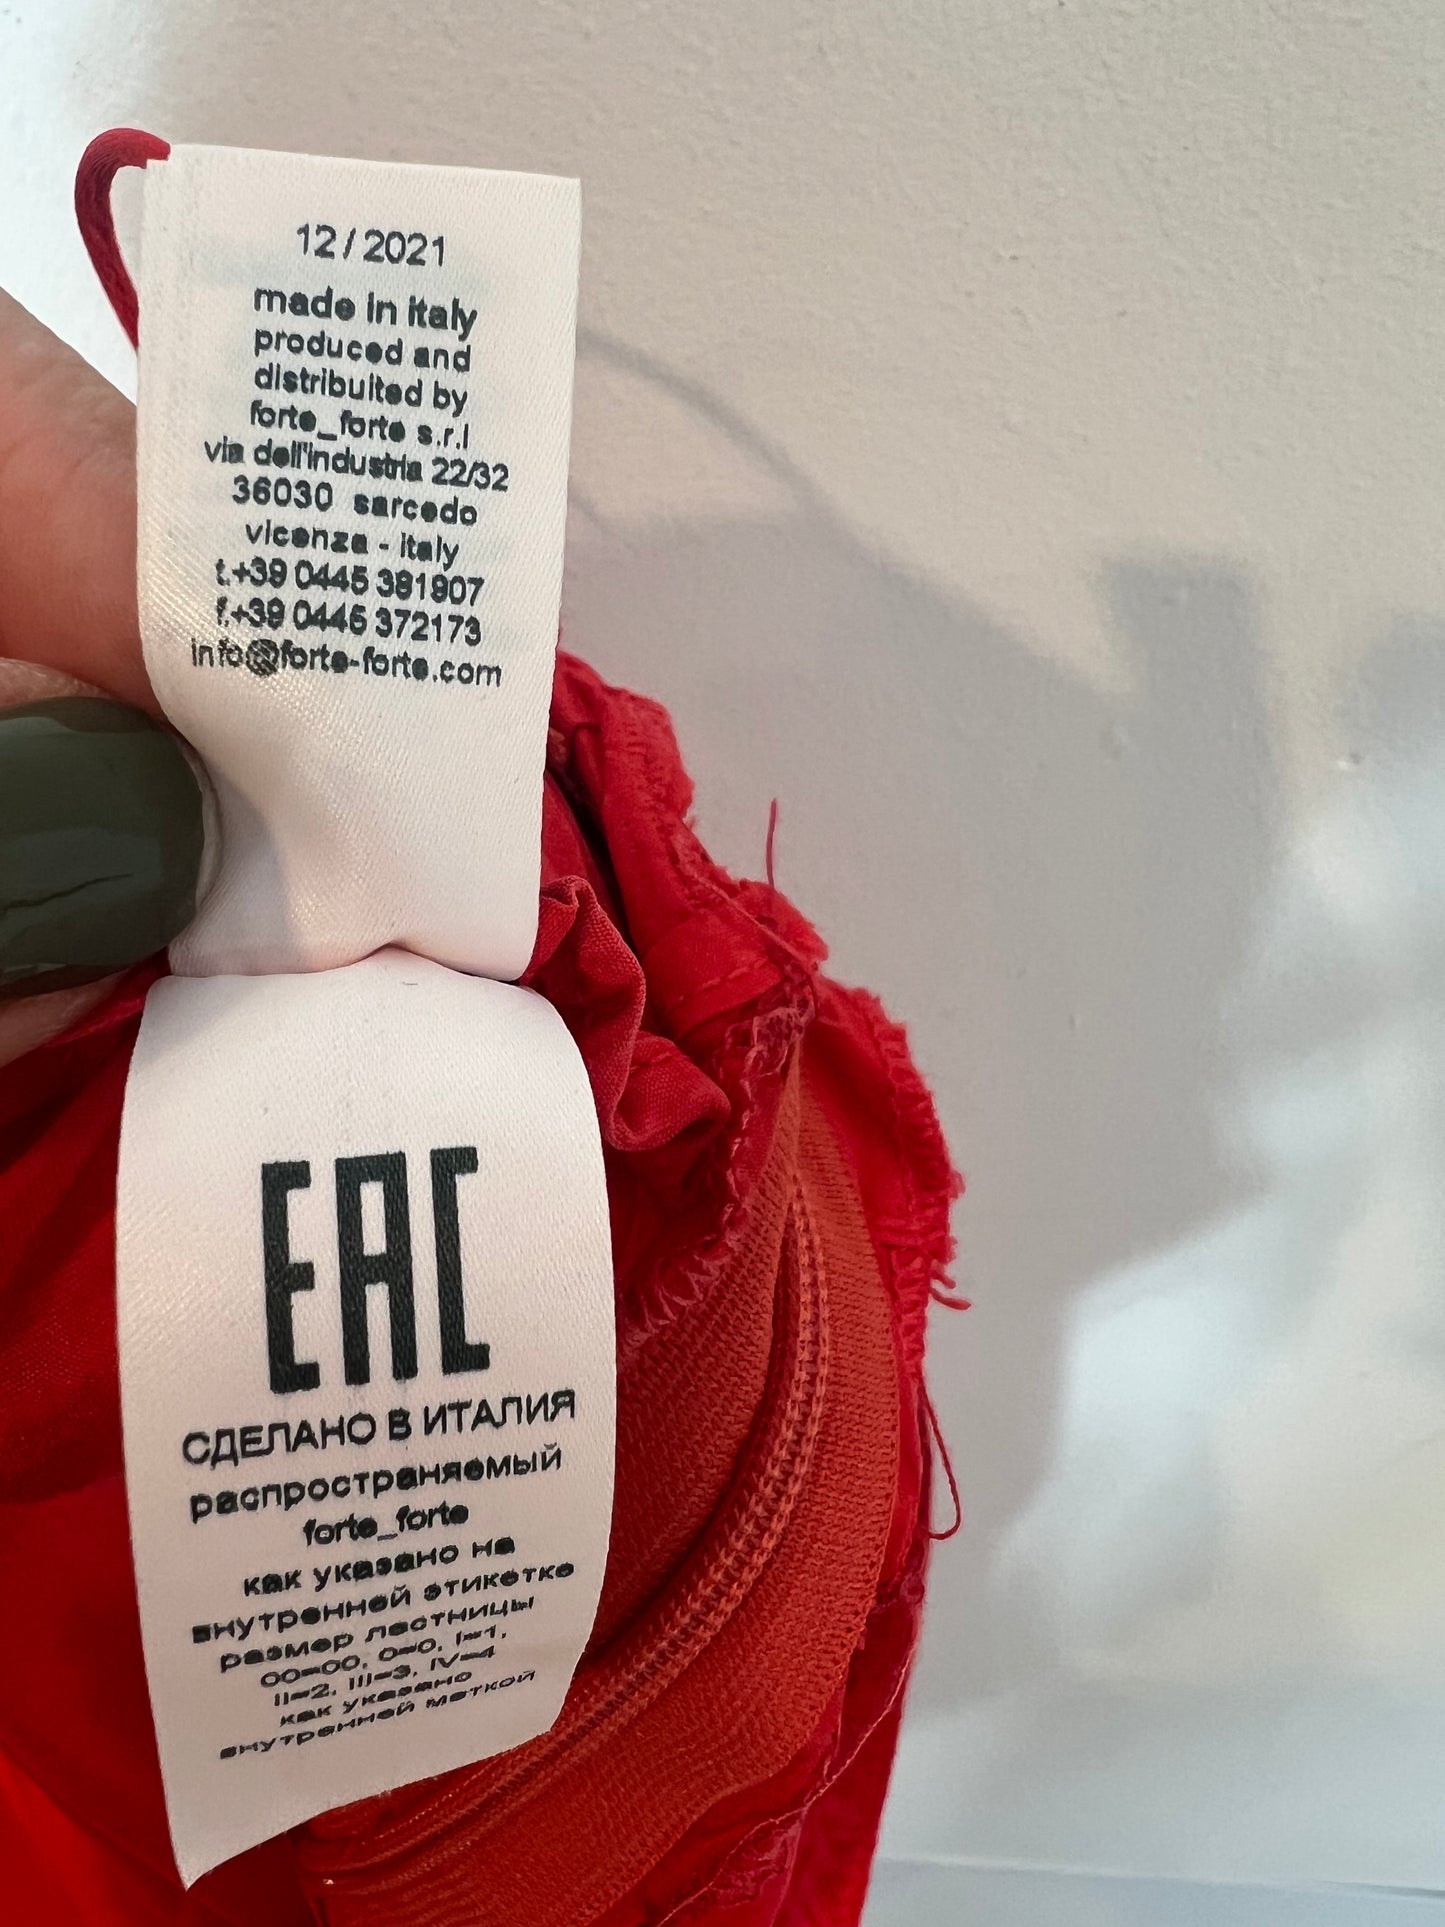 12 / 2021
made in italy
produced and
distribuited by
forte_forte s.r.l
via dell'industria 22/32
36030 sarcedo
vicenza - italy
t.+39 0445 381907
f.+39 0445 372173
info@forte-forte.com
EAC
СДЕЛАНО В ИТАЛИЯ
распространяемый
forte_forte
как указано на
внутренней этикетке
размер лестницы
00=00, 0=0, I=1,
II=2, III=3, IV=4
как указано
внутренней меткой